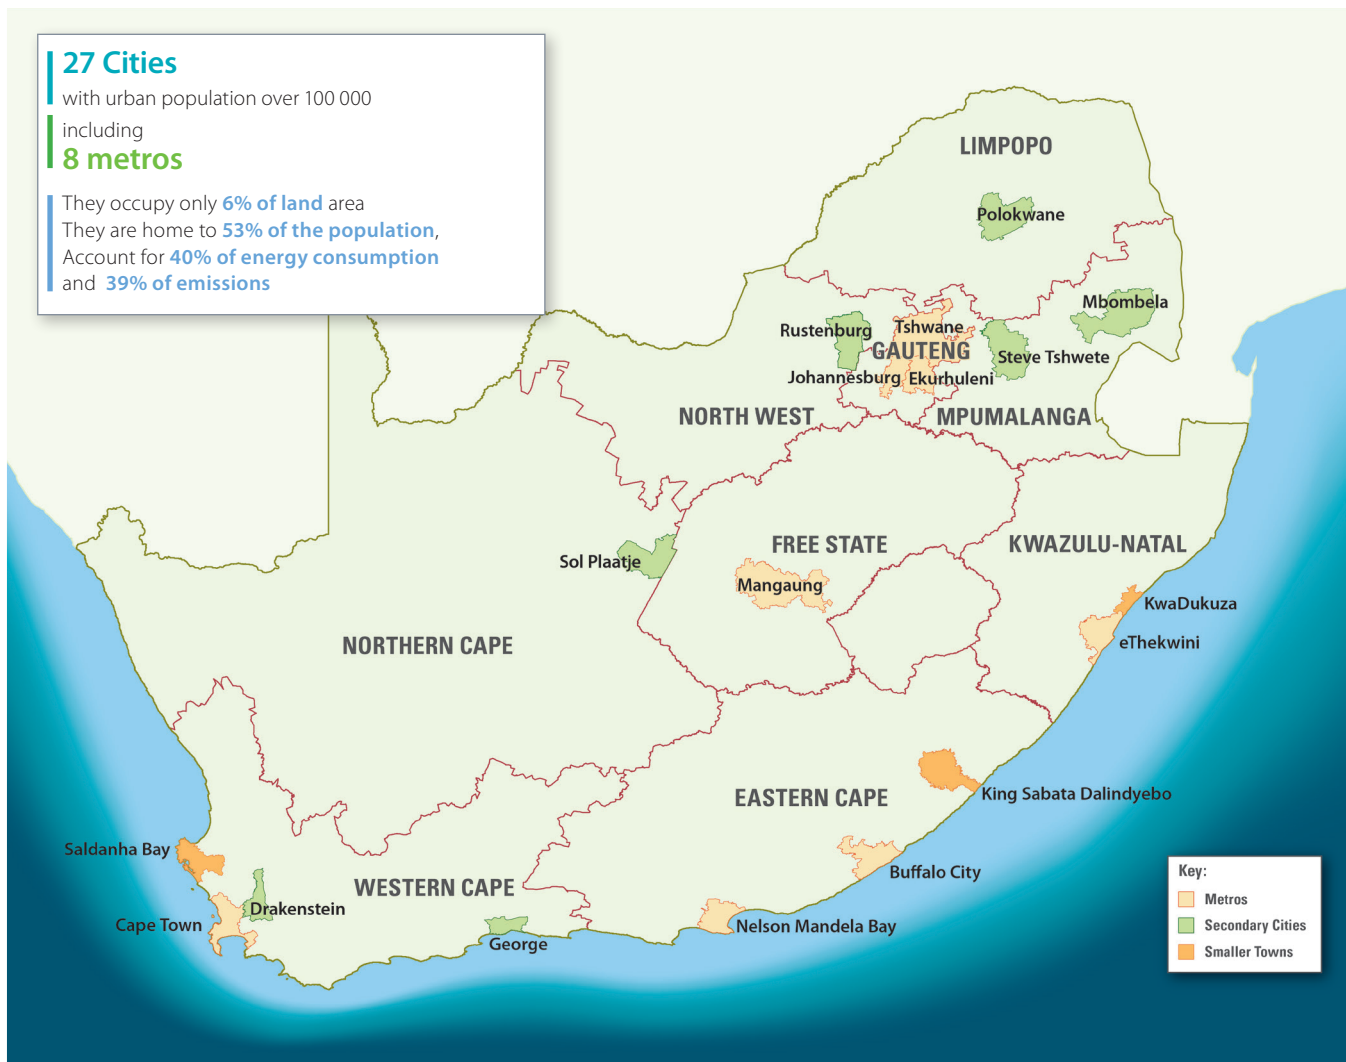 27 Cities
with urban population over 100 000
including
8 metros
They occupy only 6% of land area
They are home to 53% of the population,
Account for 40% of energy consumption
and 39% of emissions
LIMPOPO
Polokwane
Mbombela
Rustenburg
Tshwane
GAUTENG
Steve Tshwete
Johannesburg
Ekurhuleni
NORTH WEST
MPUMALANGA
FREE STATE
KWAZULU-NATAL
Sol Plaatje
Mangaung
KwaDukuza
eThekwini
NORTHERN CAPE
EASTERN CAPE
King Sabata Dalindyebo
Saldanha Bay
Buffalo City
WESTERN CAPE
Drakenstein
Cape Town
Nelson Mandela Bay
George
Key:
Metros
Secondary Cities
Smaller Towns